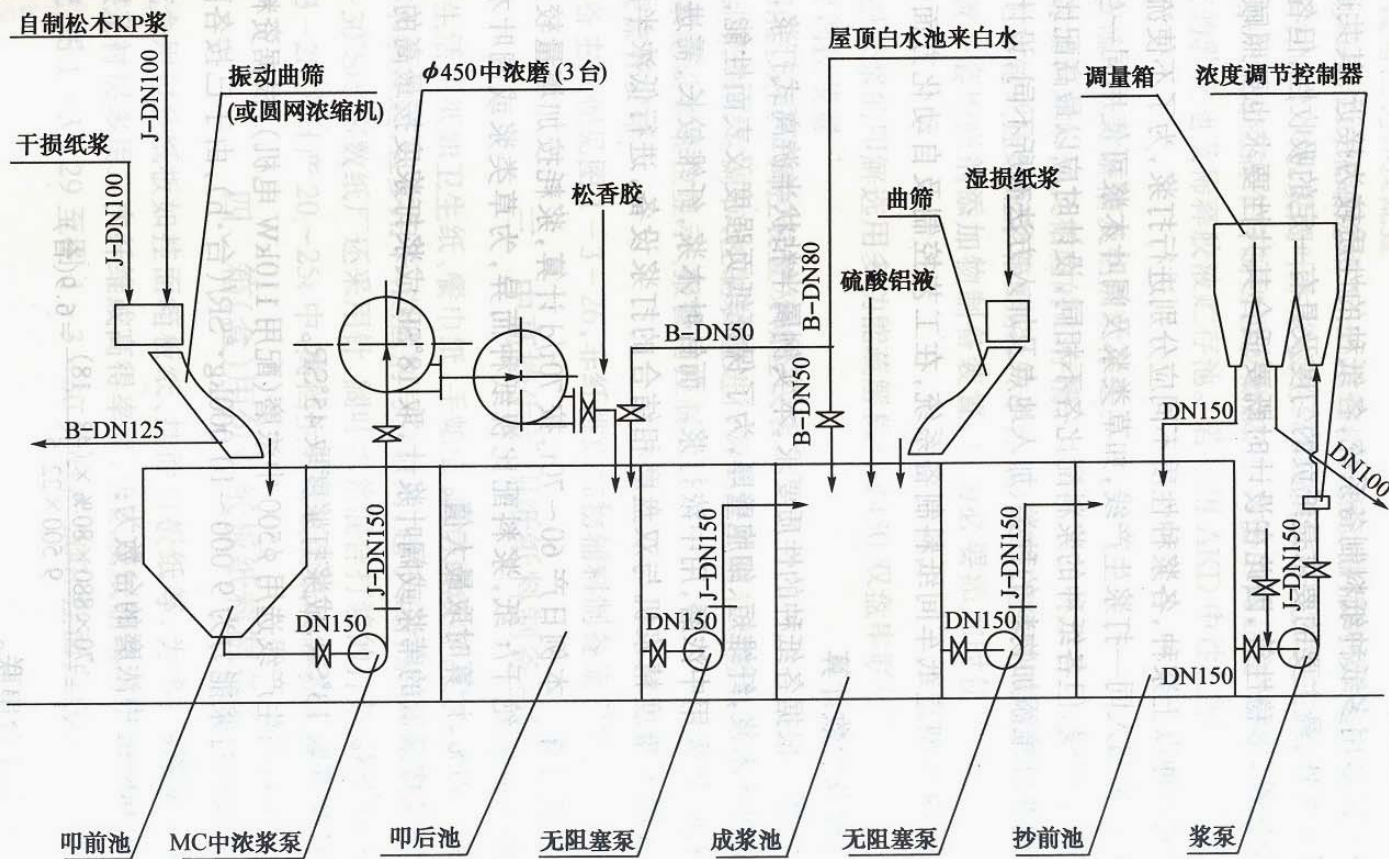 自制松木KP浆
J-DN100
振动曲筛
(或圆网浓缩机)
干损纸浆
J-DN100
ϕ450中浓磨(3台)
松香胶
屋顶白水池来白水
B-DN80
B-DN50
B-DN50
硫酸铝液
曲筛
湿损纸浆
调量箱
浓度调节控制器
DN150
DN100
B-DN125
DN150
J-DN150
DN150
J-DN150
DN150
J-DN150
DN150
J-DN150
叩前池
MC中浓浆泵
叩后池
无阻塞泵
成浆池
无阻塞泵
抄前池
浆泵